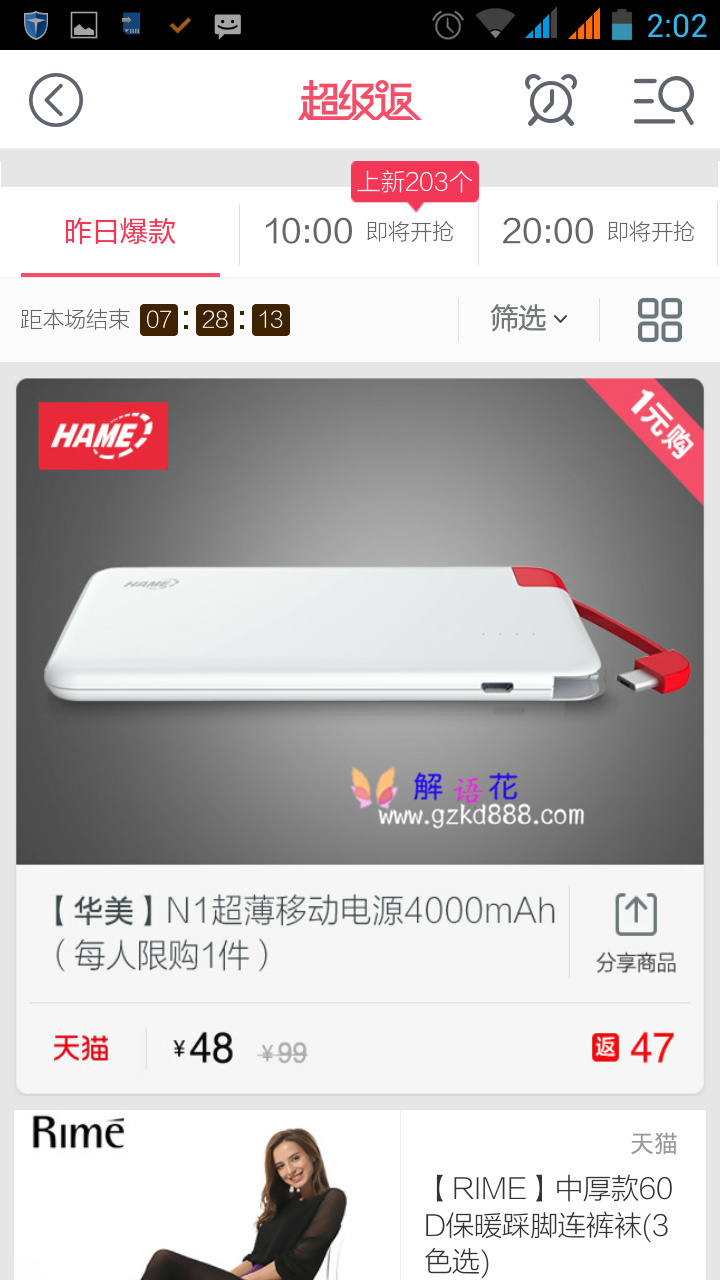 2:02
超级返
上新203个
昨日爆款
10:00 即将开抢
20:00 即将开抢
距本场结束 07:28:13
筛选
HAME
1元购
HAME
解语花
www.gzkd888.com
【华美】N1超薄移动电源4000mAh
（每人限购1件）
分享商品
天猫
¥48 ¥99
返 47
Rimé
天猫
【RIME】中厚款60
D保暖踩脚连裤袜(3
色选)